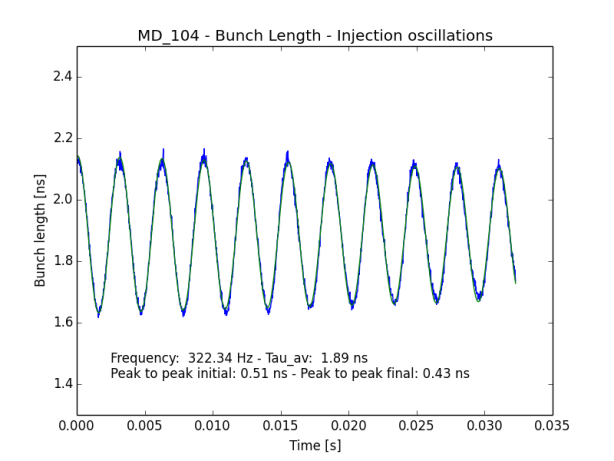 MD_104 - Bunch Length - Injection oscillations
2.4
2.2
2.0
1.8
1.6
1.4
Bunch length [ns]
Frequency:  322.34 Hz - Tau_av:  1.89 ns
Peak to peak initial: 0.51 ns - Peak to peak final: 0.43 ns
0.000 0.005 0.010 0.015 0.020 0.025 0.030 0.035
Time [s]